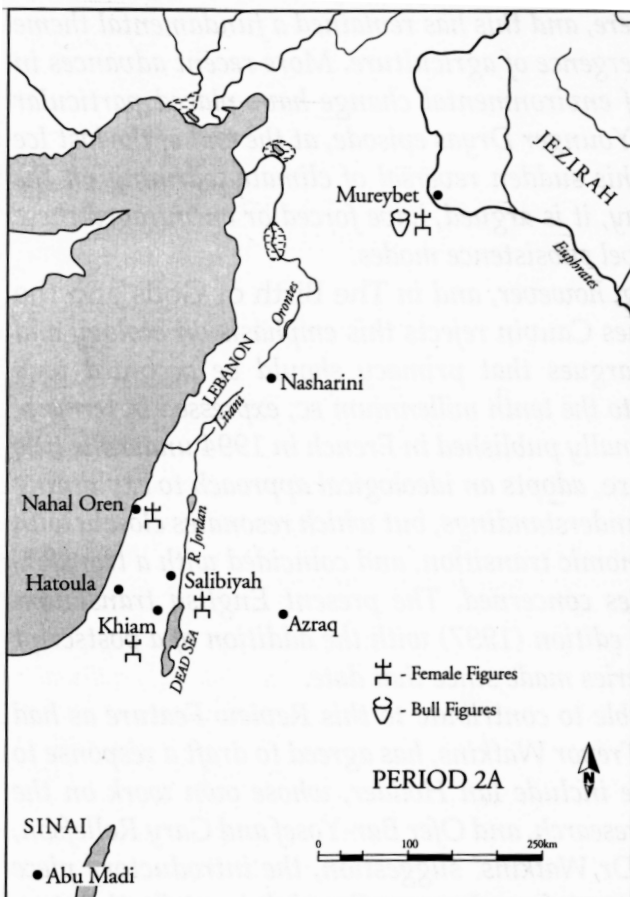 JEZIRAH
Mureybet
Euphrates
Orontes
LEBANON
Nasharini
Litani
Nahal Oren
R. Jordan
Hatoula
Salibiyah
Khiam
Azraq
DEAD SEA
- Female Figures
- Bull Figures
PERIOD 2A
N
SINAI
0 100 250km
Abu Madi